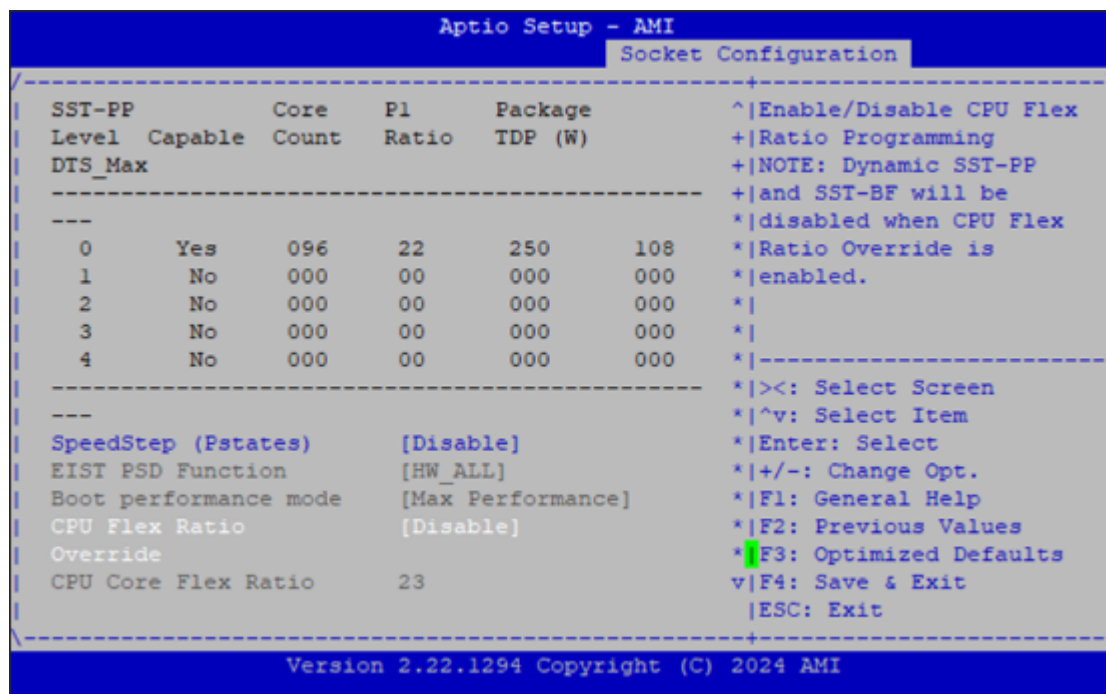 Aptio Setup - AMI
Socket Configuration
/------------------------------------------------------+--------------------------
| SST-PP Core P1 Package ^|Enable/Disable CPU Flex
| Level Capable Count Ratio TDP (W) +|Ratio Programming
| DTS_Max +|NOTE: Dynamic SST-PP
| -------------------------------------------------- +|and SST-BF will be
| --- *|disabled when CPU Flex
| 0 Yes 096 22 250 108 *|Ratio Override is
| 1 No 000 00 000 000 *|enabled.
| 2 No 000 00 000 000 *|
| 3 No 000 00 000 000 *|
| 4 No 000 00 000 000 *|--------------------------
| -------------------------------------------------- *|><: Select Screen
| --- *|^v: Select Item
| SpeedStep (Pstates) [Disable] *|Enter: Select
| EIST PSD Function [HW_ALL] *|+/-: Change Opt.
| Boot performance mode [Max Performance] *|F1: General Help
| CPU Flex Ratio [Disable] *|F2: Previous Values
| Override *|F3: Optimized Defaults
| CPU Core Flex Ratio 23 v|F4: Save & Exit
| |ESC: Exit
\------------------------------------------------------+--------------------------
Version 2.22.1294 Copyright (C) 2024 AMI